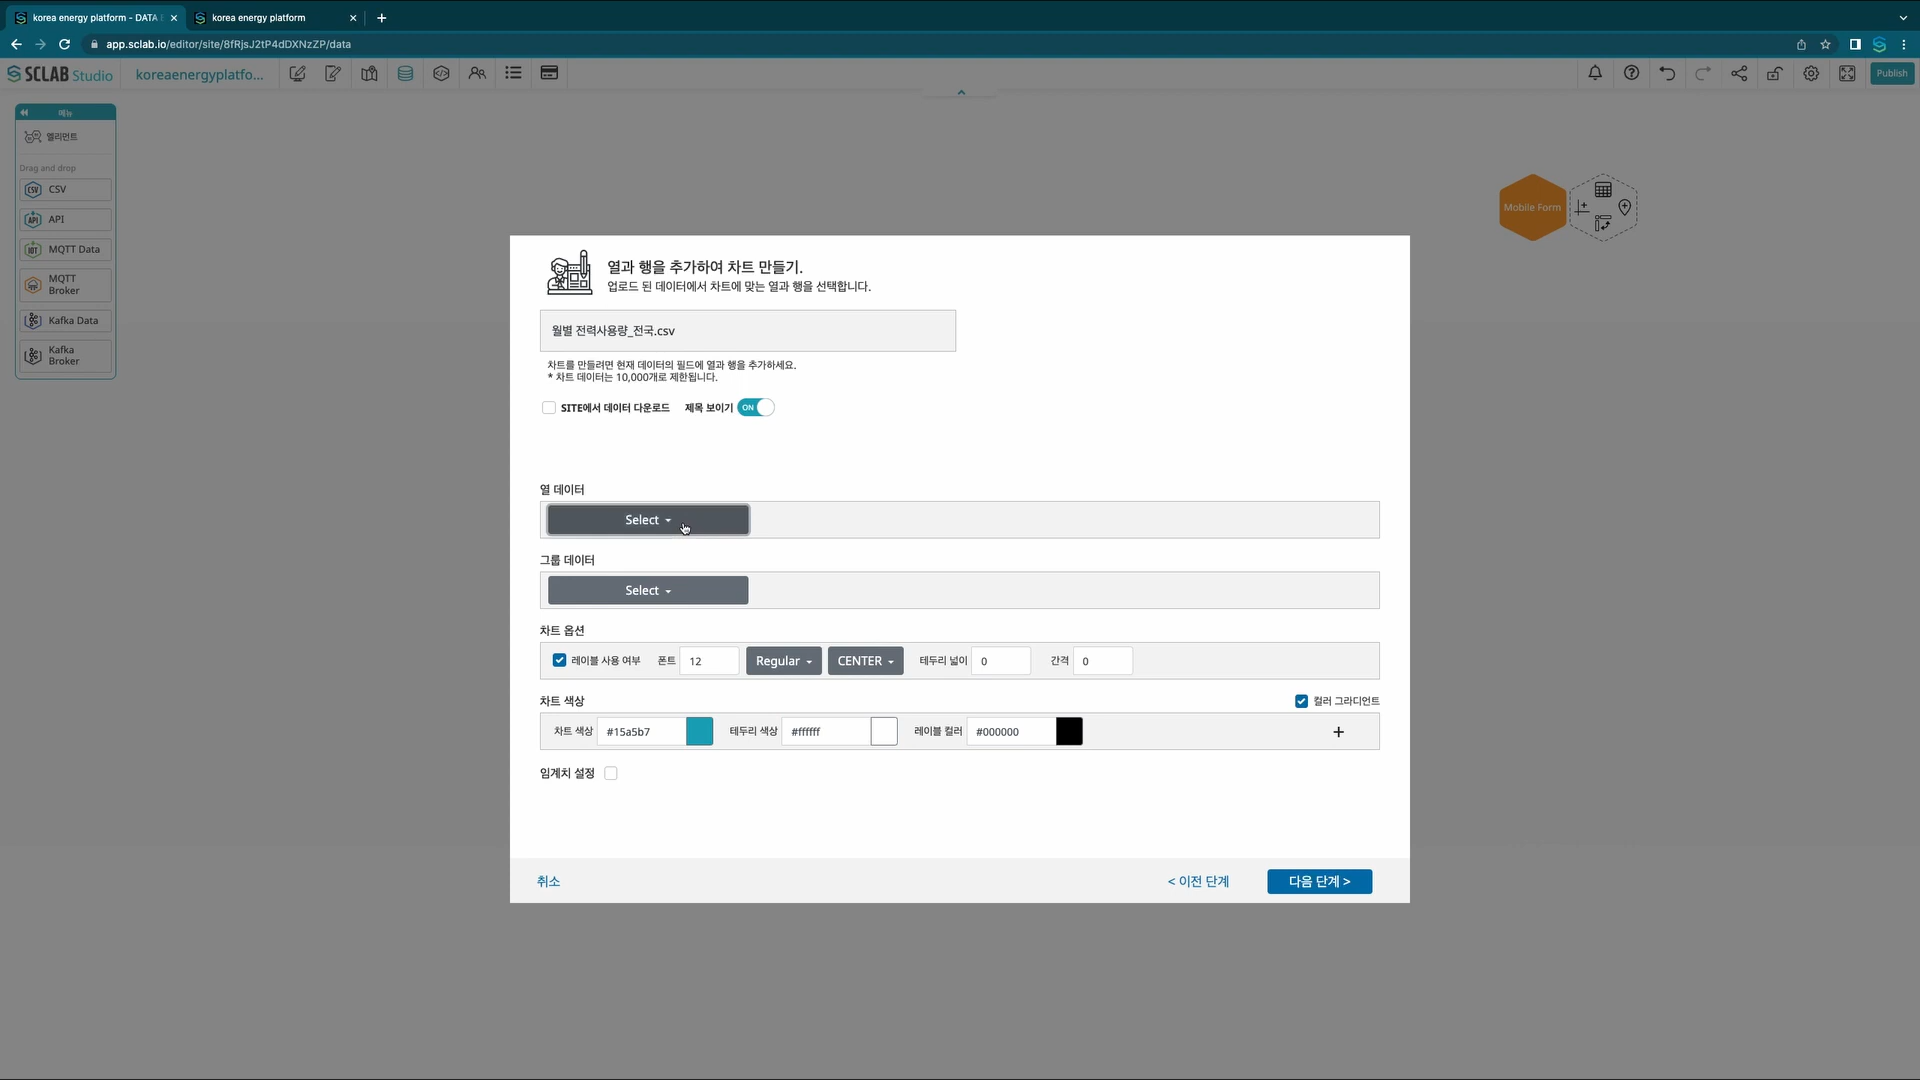 korea energy platform - DATA
korea energy platform
app.sclab.io/editor/site/8fRjsJ2tP4dDXNzZP/data
SCLAB Studio
koreaenergyplatfo...
Publish
메뉴
엘리먼트
Drag and drop
CSV
CSV
API
API
IOT
MQTT Data
MQTT
Broker
Kafka Data
Kafka
Broker
Mobile Form
열과 행을 추가하여 차트 만들기.
업로드 된 데이터에서 차트에 맞는 열과 행을 선택합니다.
월별 전력사용량_전국.csv
차트를 만들려면 현재 데이터의 필드에 열과 행을 추가하세요.
* 차트 데이터는 10,000개로 제한됩니다.
SITE에서 데이터 다운로드 제목 보이기 ON
열 데이터
Select
그룹 데이터
Select
차트 옵션
레이블 사용 여부 폰트 12 Regular CENTER 테두리 넓이 0 간격 0
차트 색상 컬러 그라디언트
차트 색상 #15a5b7 테두리 색상 #ffffff 레이블 컬러 #000000 +
임계치 설정
취소 < 이전 단계 다음 단계 >